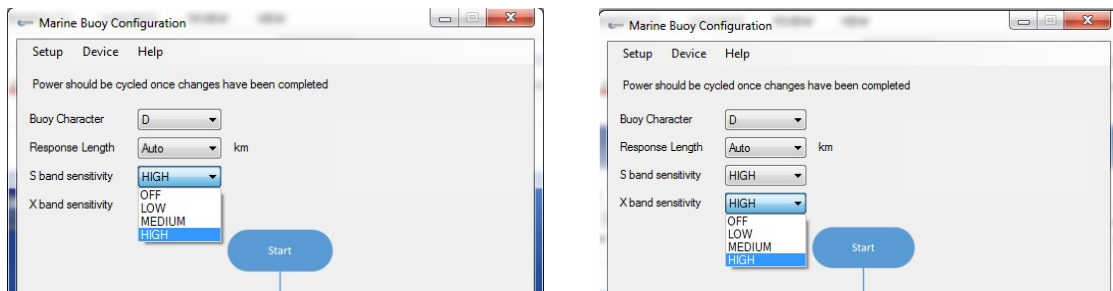 Marine Buoy Configuration
Setup Device Help
Power should be cycled once changes have been completed
Buoy Character D
Response Length Auto km
S band sensitivity HIGH
OFF
X band sensitivity LOW
MEDIUM
HIGH
Start
Marine Buoy Configuration
Setup Device Help
Power should be cycled once changes have been completed
Buoy Character D
Response Length Auto km
S band sensitivity HIGH
X band sensitivity HIGH
OFF
LOW
MEDIUM
HIGH
Start